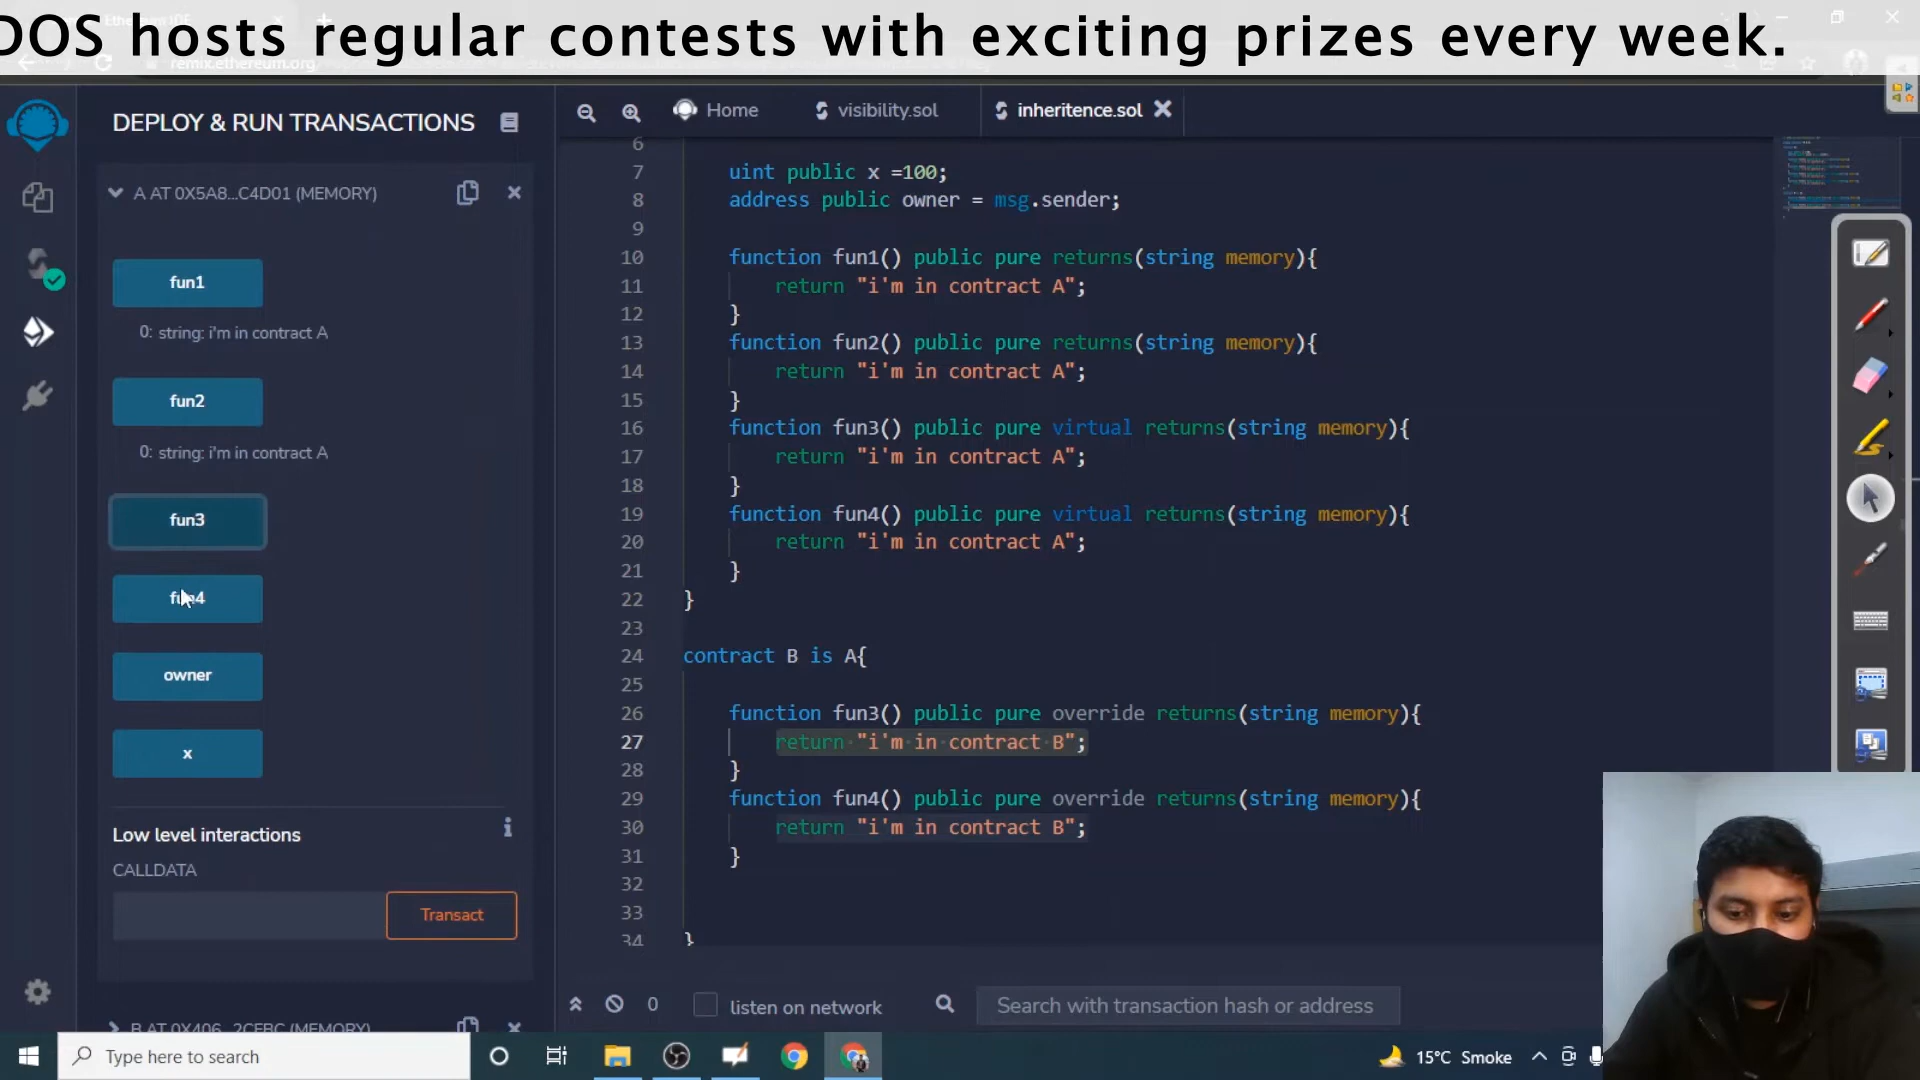 DOS hosts regular contests with exciting prizes every week.
remix.ethereum.org
DEPLOY & RUN TRANSACTIONS
A AT 0X5A8...C4D01 (MEMORY)
fun1
0: string: i'm in contract A
fun2
0: string: i'm in contract A
fun3
fun4
owner
x
Low level interactions
CALLDATA
Transact
B AT 0X406...2CFBC (MEMORY)
Home
visibility.sol
inheritence.sol
6
7 uint public x =100;
8 address public owner = msg.sender;
9
10 function fun1() public pure returns(string memory){
11 return "i'm in contract A";
12 }
13 function fun2() public pure returns(string memory){
14 return "i'm in contract A";
15 }
16 function fun3() public pure virtual returns(string memory){
17 return "i'm in contract A";
18 }
19 function fun4() public pure virtual returns(string memory){
20 return "i'm in contract A";
21 }
22 }
23
24 contract B is A{
25
26 function fun3() public pure override returns(string memory){
27 return "i'm in contract B";
28 }
29 function fun4() public pure override returns(string memory){
30 return "i'm in contract B";
31 }
32
33
34 }
0
listen on network
Search with transaction hash or address
Type here to search
15°C Smoke